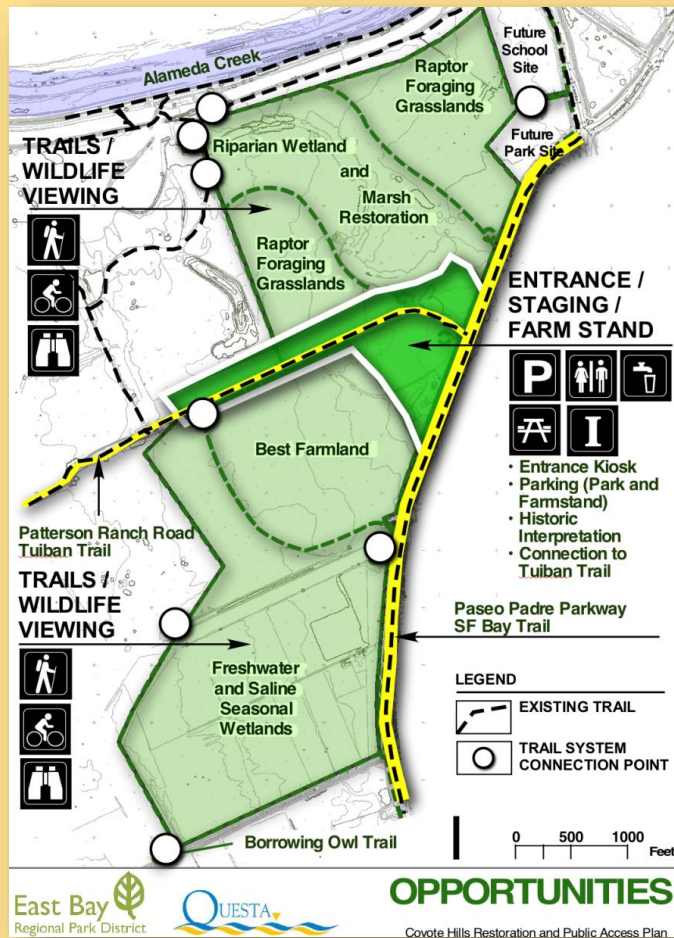 Alameda Creek
Future
School
Site
Raptor
Foraging
Grasslands
Future
Park Site
TRAILS /
WILDLIFE
VIEWING
Riparian Wetland
and
Marsh
Restoration
Raptor
Foraging
Grasslands
ENTRANCE /
STAGING /
FARM STAND
P
I
• Entrance Kiosk
• Parking (Park and
Farmstand)
• Historic
Interpretation
• Connection to
Tuiban Trail
Best Farmland
Patterson Ranch Road
Tuiban Trail
TRAILS /
WILDLIFE
VIEWING
Paseo Padre Parkway
SF Bay Trail
Freshwater
and Saline
Seasonal
Wetlands
LEGEND
EXISTING TRAIL
TRAIL SYSTEM
CONNECTION POINT
Borrowing Owl Trail
0 500 1000
Feet
East Bay
Regional Park District
QUESTA
OPPORTUNITIES
Coyote Hills Restoration and Public Access Plan